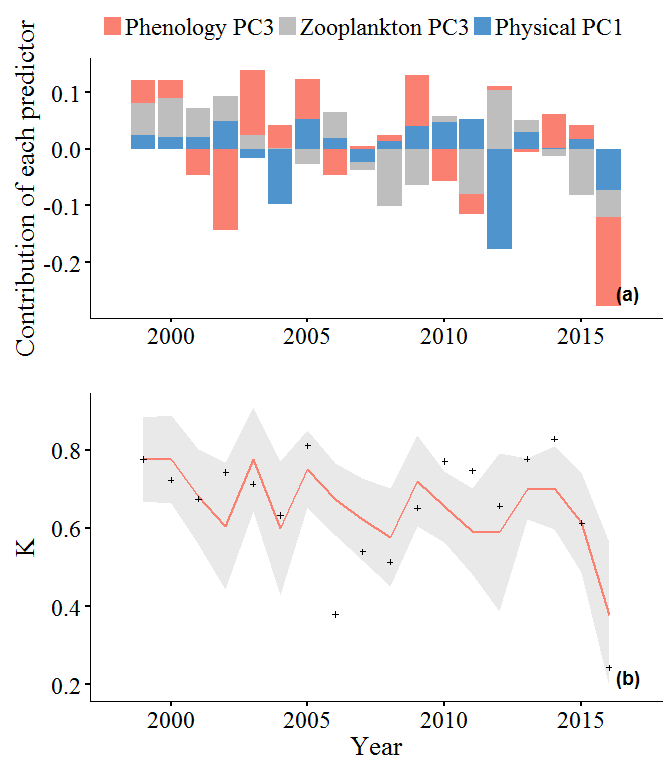 Phenology PC3 Zooplankton PC3 Physical PC1
Contribution of each predictor
0.1
0.0
-0.1
-0.2
(a)
2000 2005 2010 2015
K
0.8
0.6
0.4
0.2
(b)
2000 2005 2010 2015
Year